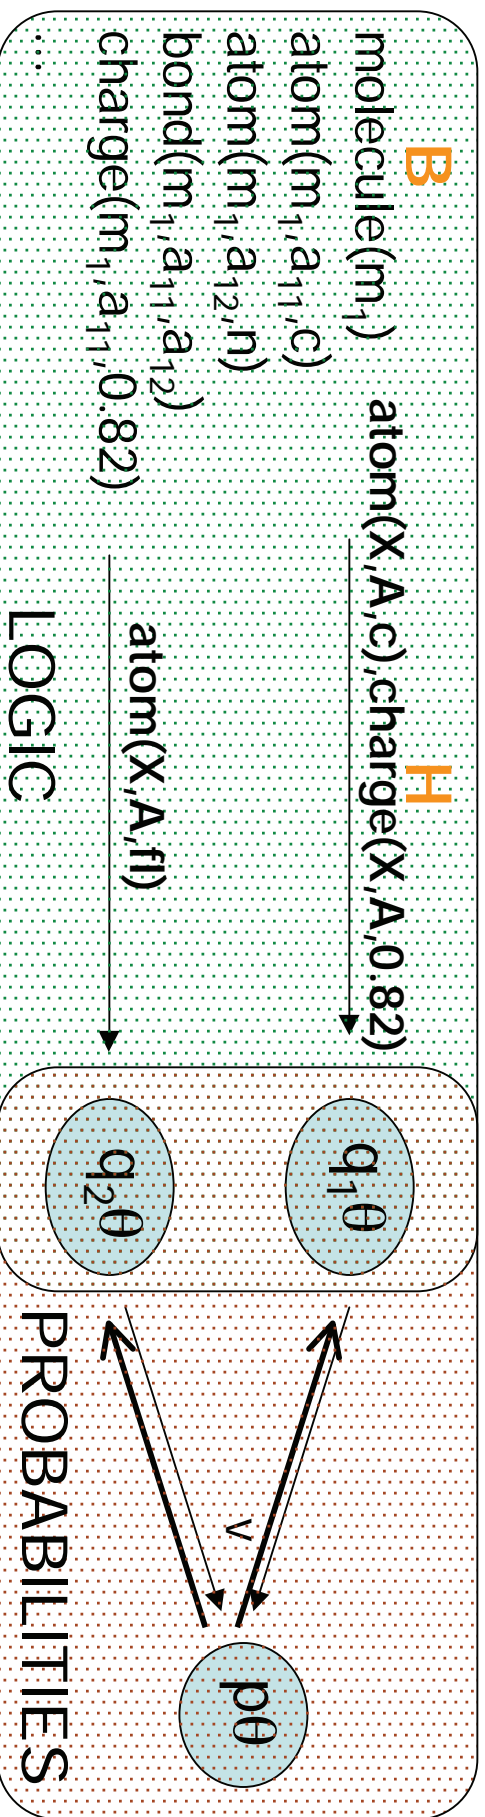 B
H
molecule(m₁)
atom(m₁,a₁₁,c)
atom(m₁,a₁₂,n)
bond(m₁,a₁₁,a₁₂)
charge(m₁,a₁₁,0.82)
...
atom(X,A,c),charge(X,A,0.82)
atom(X,A,fl)
LOGIC
q₁θ
q₂θ
v
pθ
PROBABILITIES